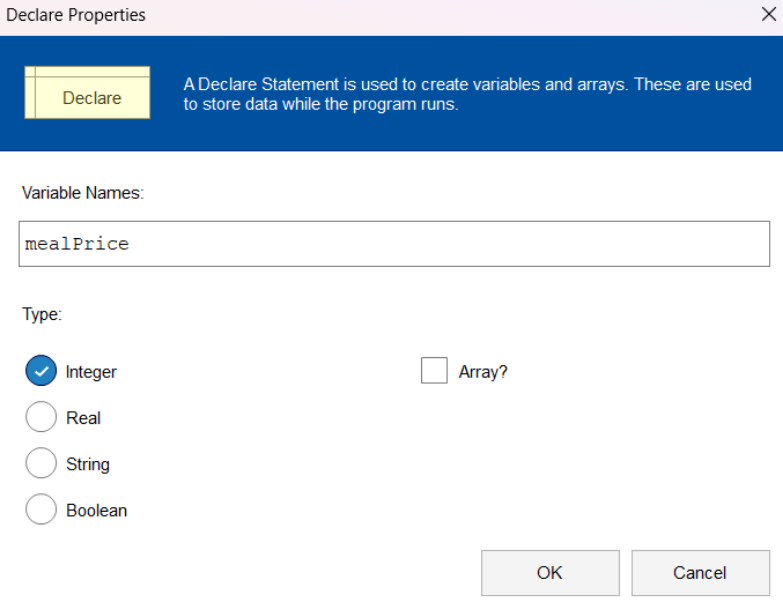 Declare Properties
Declare
A Declare Statement is used to create variables and arrays. These are used
to store data while the program runs.
Variable Names:
mealPrice
Type:
Integer
Array?
Real
String
Boolean
OK
Cancel